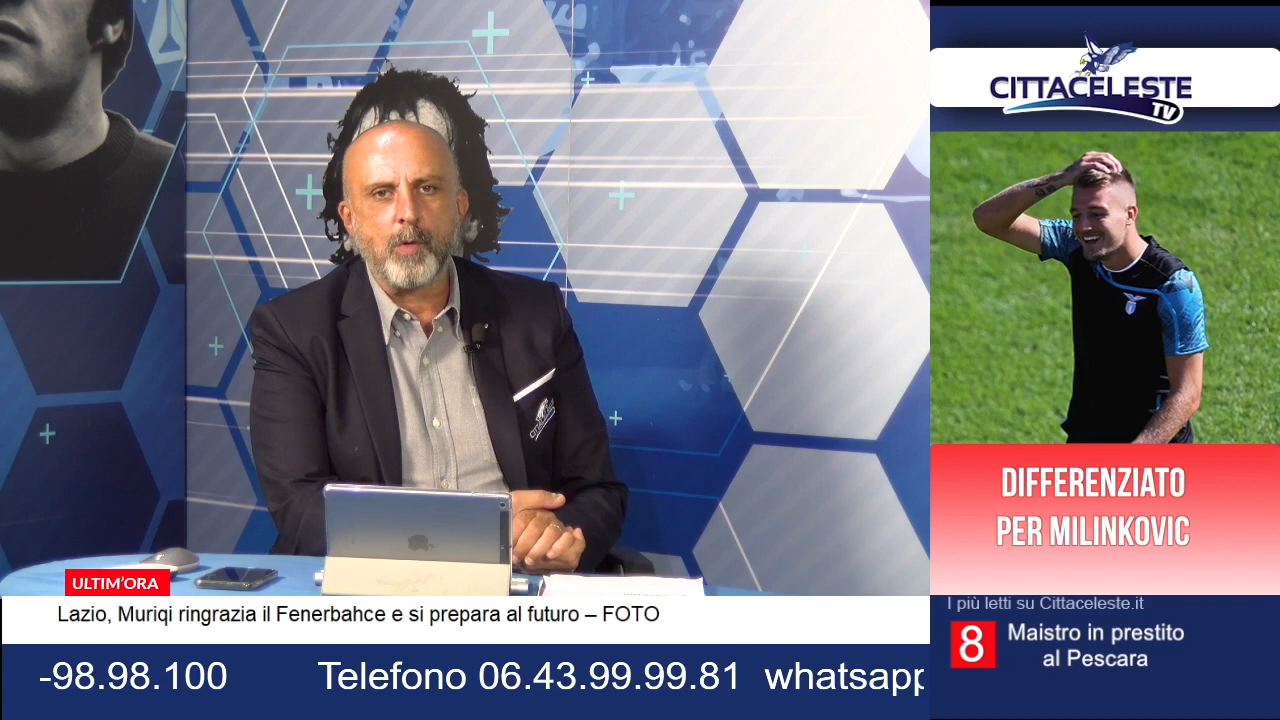 CITTACELESTE
TV
CITTACELESTE
DIFFERENZIATO
PER MILINKOVIC
ULTIM'ORA
Lazio, Muriqi ringrazia il Fenerbahce e si prepara al futuro – FOTO
-98.98.100 Telefono 06.43.99.99.81 whatsapp
I più letti su Cittaceleste.it
8 Maistro in prestito
al Pescara